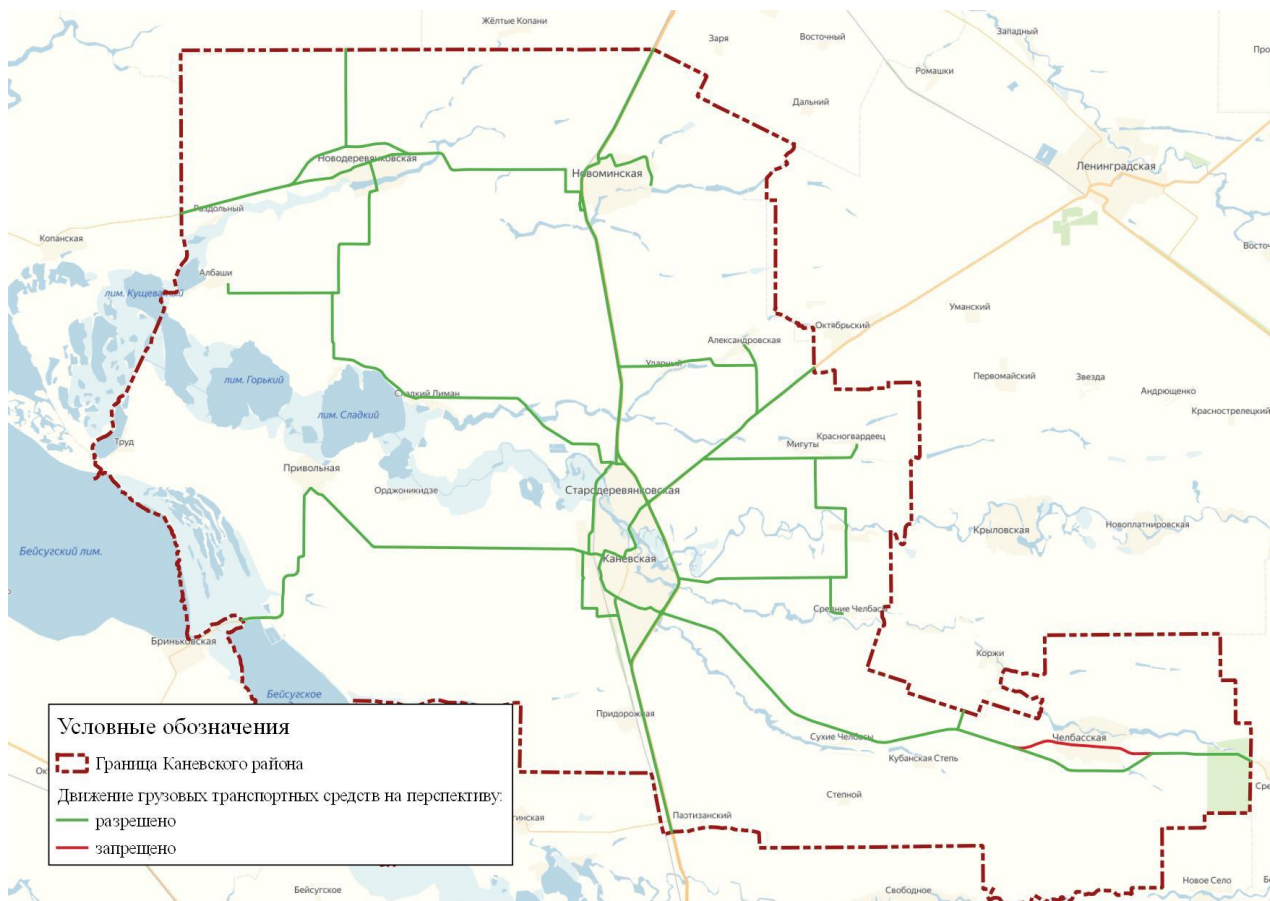 Жёлтые Копани
Заря
Восточный
Западный
Ромашки
Дальний
Ленинградская
Новодеревянковская
Новоминская
Раздольный
Копанская
Албаши
лим. Кущеватый
Октябрьский
Уманский
Александровская
Ударный
лим. Горький
Сладкий Лиман
лим. Сладкий
Первомайский
Звезда
Андрющенко
Краснострелецкий
Труд
Мигуты
Красногвардеец
Привольная
Орджоникидзе
Стародеревянковская
Крыловская
Новоплатнировская
Бейсугский лим.
Каневская
Средние Челбасы
Бриньковская
Коржи
Бейсугское
Придорожная
Сухие Челбасы
Челбасская
Кубанская Степь
Степной
Партизанский
Условные обозначения
Граница Каневского района
Движение грузовых транспортных средств на перспективу:
разрешено
запрещено
Бейсугское
Свободное
Новое Село